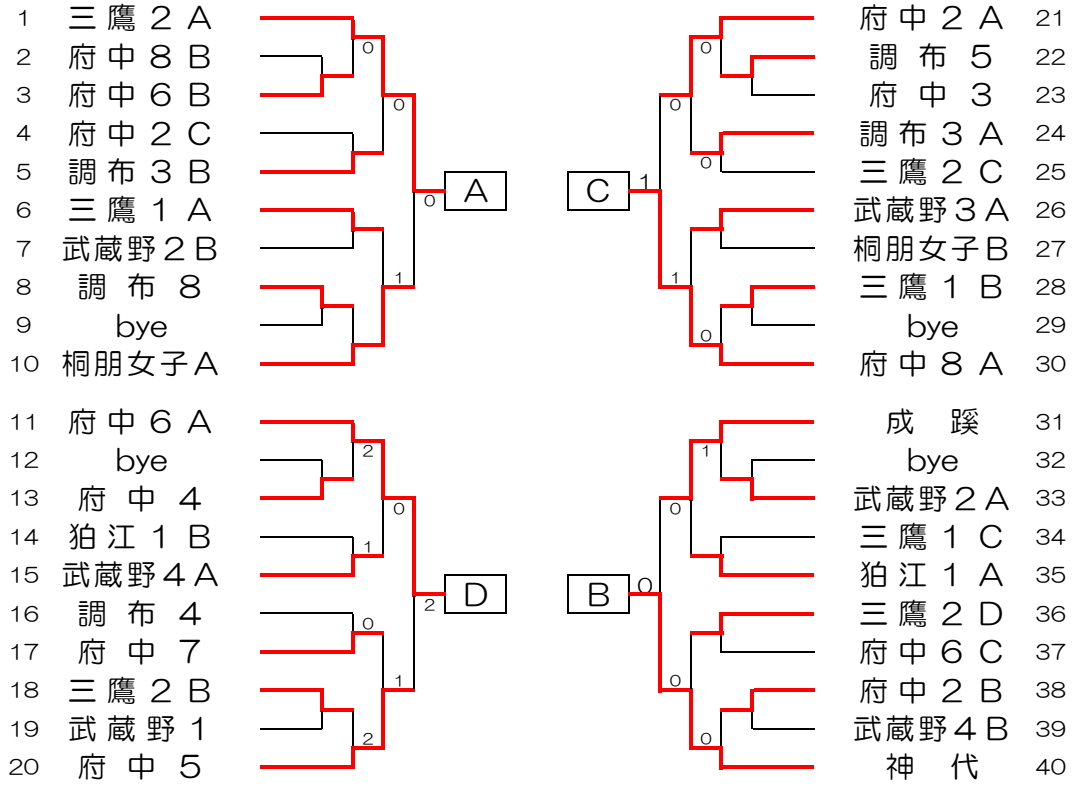 1 三鷹２Ａ
2 府中８Ｂ
3 府中６Ｂ
4 府中２Ｃ
5 調布３Ｂ
6 三鷹１Ａ
7 武蔵野２Ｂ
8 調布８
9 bye
10 桐朋女子Ａ
0
0
0
1
A
11 府中６Ａ
12 bye
13 府中４
14 狛江１Ｂ
15 武蔵野４Ａ
16 調布４
17 府中７
18 三鷹２Ｂ
19 武蔵野１
20 府中５
2
0
1
2
0
1
2
D
府中２Ａ 21
調布５ 22
府中３ 23
調布３Ａ 24
三鷹２Ｃ 25
武蔵野３Ａ 26
桐朋女子Ｂ 27
三鷹１Ｂ 28
bye 29
府中８Ａ 30
0
0
0
1
1
0
C
成蹊 31
bye 32
武蔵野２Ａ 33
三鷹１Ｃ 34
狛江１Ａ 35
三鷹２Ｄ 36
府中６Ｃ 37
府中２Ｂ 38
武蔵野４Ｂ 39
神代 40
1
0
0
0
0
B